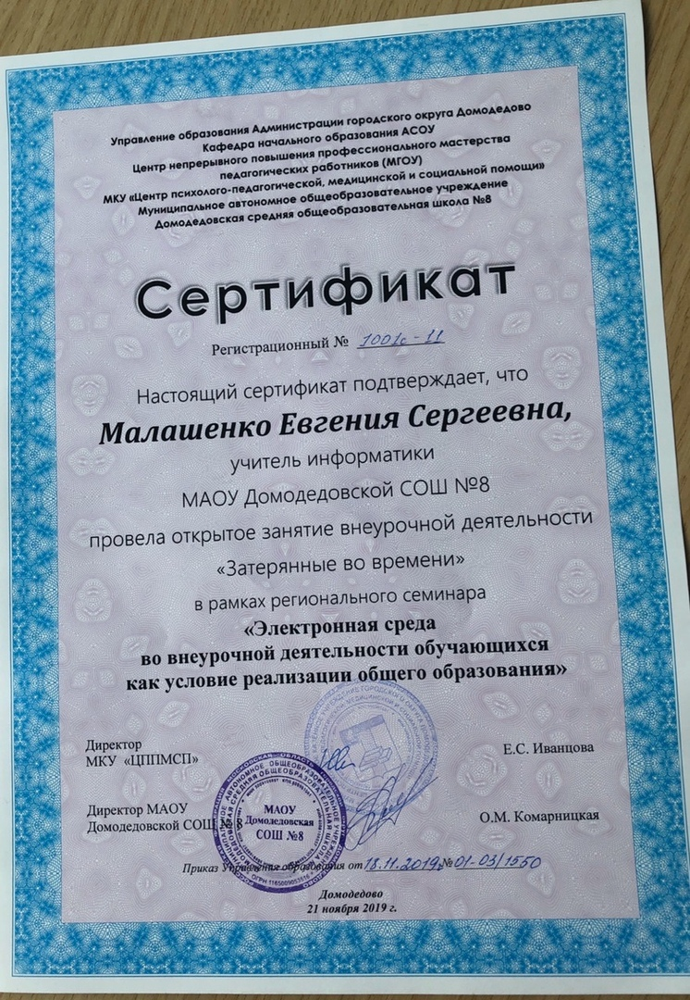 Управление образования Администрации городского округа Домодедово
Кафедра начального образования АСОУ
Центр непрерывного повышения профессионального мастерства
педагогических работников (МГОУ)
МКУ «Центр психолого-педагогической, медицинской и социальной помощи»
Муниципальное автономное общеобразовательное учреждение
Домодедовская средняя общеобразовательная школа №8
Сертификат
Регистрационный № 1001с-11
Настоящий сертификат подтверждает, что
Малашенко Евгения Сергеевна,
учитель информатики
МАОУ Домодедовской СОШ №8
провела открытое занятие внеурочной деятельности
«Затерянные во времени»
в рамках регионального семинара
«Электронная среда
во внеурочной деятельности обучающихся
как условие реализации общего образования»
Директор
МКУ «ЦППМСП»
Е.С. Иванцова
Директор МАОУ
Домодедовской СОШ № 8
О.М. Комарницкая
МАОУ
Домодедовская
СОШ №8
Приказ Управления образования от 18.11.2019 № 01-03/1550
Домодедово
21 ноября 2019 г.